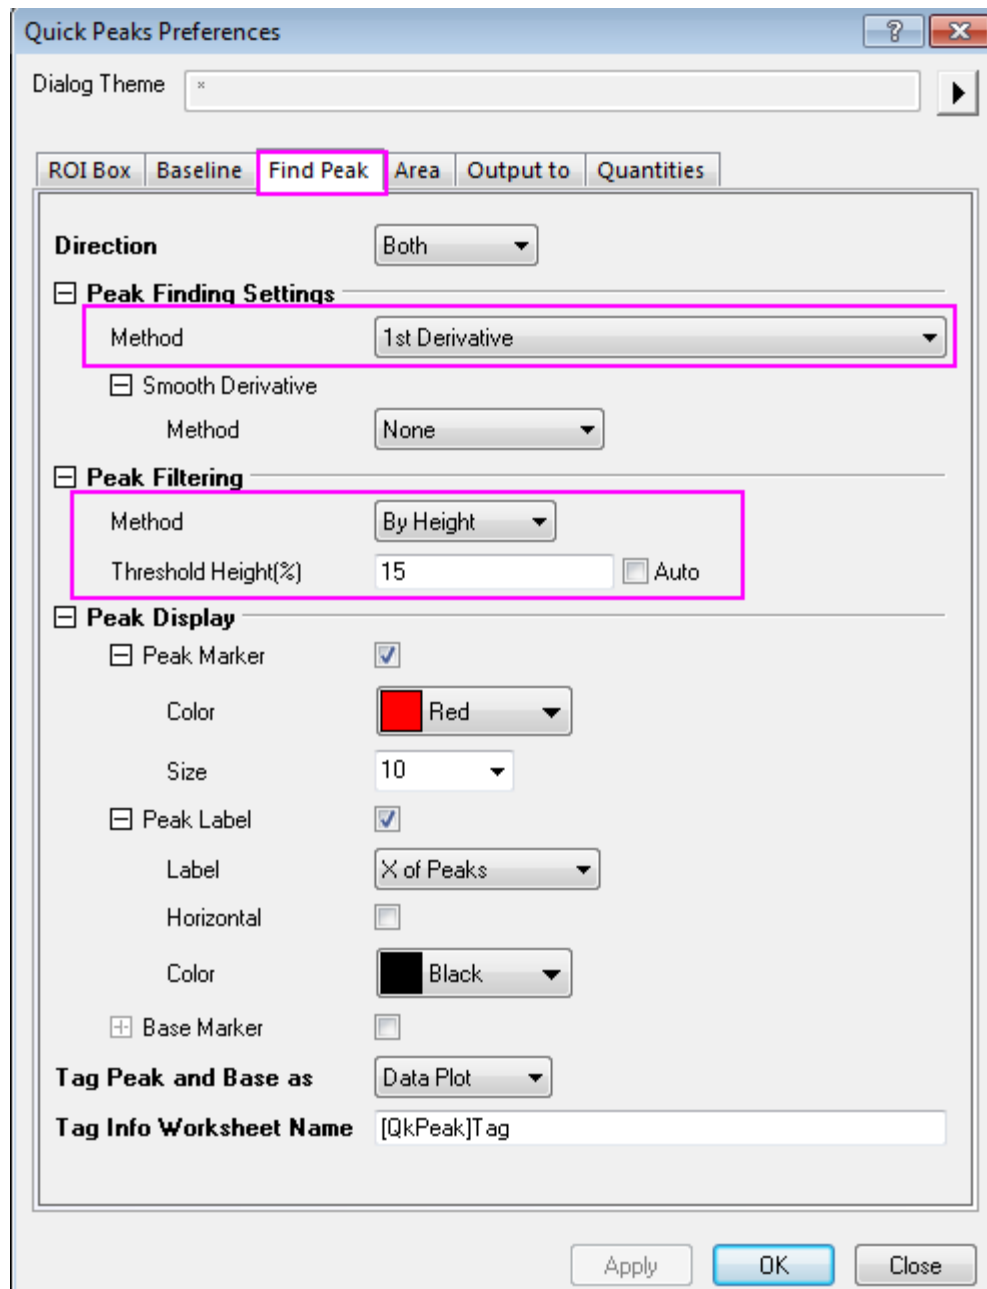 Quick Peaks Preferences
Dialog Theme *
ROI Box Baseline Find Peak Area Output to Quantities
Direction Both
Peak Finding Settings
Method 1st Derivative
Smooth Derivative
Method None
Peak Filtering
Method By Height
Threshold Height(%) 15 Auto
Peak Display
Peak Marker
Color Red
Size 10
Peak Label
Label X of Peaks
Horizontal
Color Black
Base Marker
Tag Peak and Base as Data Plot
Tag Info Worksheet Name [QkPeak]Tag
Apply OK Close